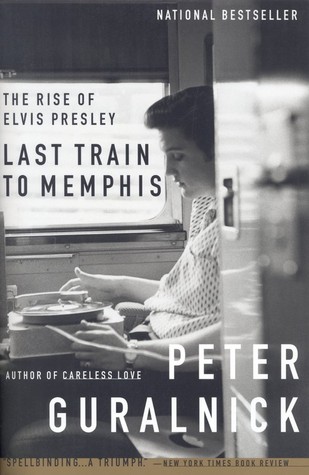 NATIONAL BESTSELLER
THE RISE OF
ELVIS PRESLEY
LAST TRAIN
TO MEMPHIS
PETER
AUTHOR OF CARELESS LOVE
GURALNICK
"SPELLBINDING...A TRIUMPH." —NEW YORK TIMES BOOK REVIEW